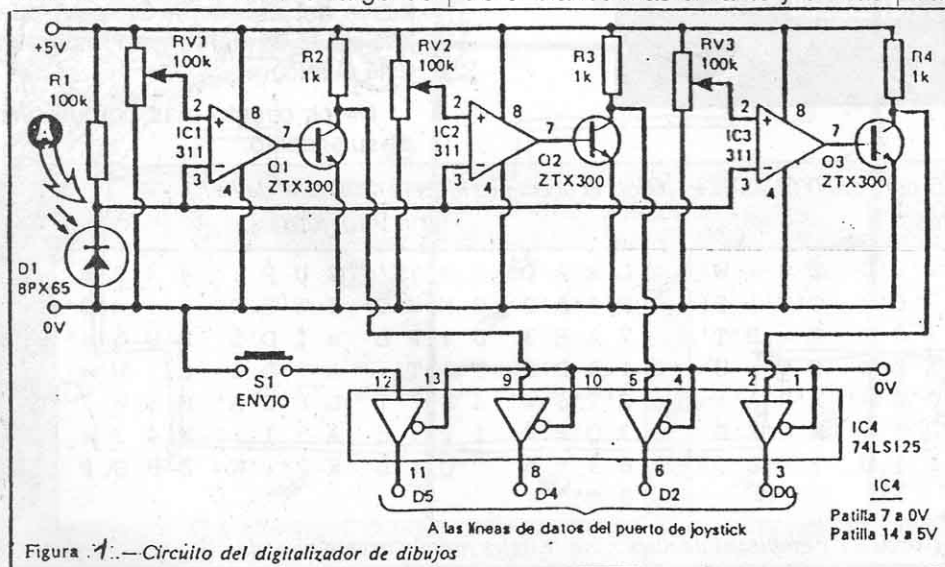 +5V
R1
100k
A
D1
BPX65
0V
RV1
100k
2
8
IC1
311
7
3
4
R2
1k
Q1
ZTX300
RV2
100k
2
8
IC2
311
7
3
4
R3
1k
Q2
ZTX300
RV3
100k
2
8
IC3
311
7
3
4
R4
1k
Q3
ZTX300
S1
ENVIO
0V
12 13 9 10 5 4 2 1
IC4
74LS125
11 8 6 3
D5 D4 D2 D0
A las líneas de datos del puerto de joystick
IC4
Patilla 7 a 0V
Patilla 14 a 5V
Figura 1.—Circuito del digitalizador de dibujos